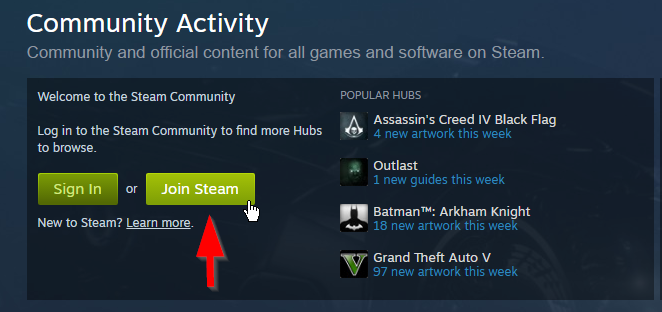 Community Activity
Community and official content for all games and software on Steam.
Welcome to the Steam Community
Log in to the Steam Community to find more Hubs
to browse.
Sign In or Join Steam
New to Steam? Learn more.
POPULAR HUBS
Assassin's Creed IV Black Flag
4 new artwork this week
Outlast
1 new guides this week
Batman™: Arkham Knight
18 new artwork this week
Grand Theft Auto V
97 new artwork this week